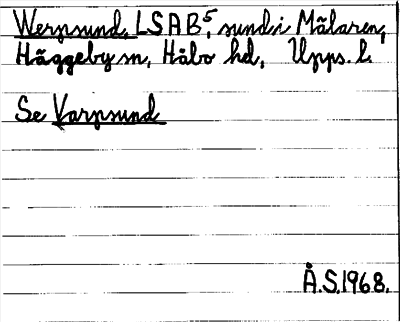 Werpsund, LSAB⁵, sund i Mälaren,
Häggeby sn, Håbo hd, Upps. l.
Se Varpsund
Å.S.1968.